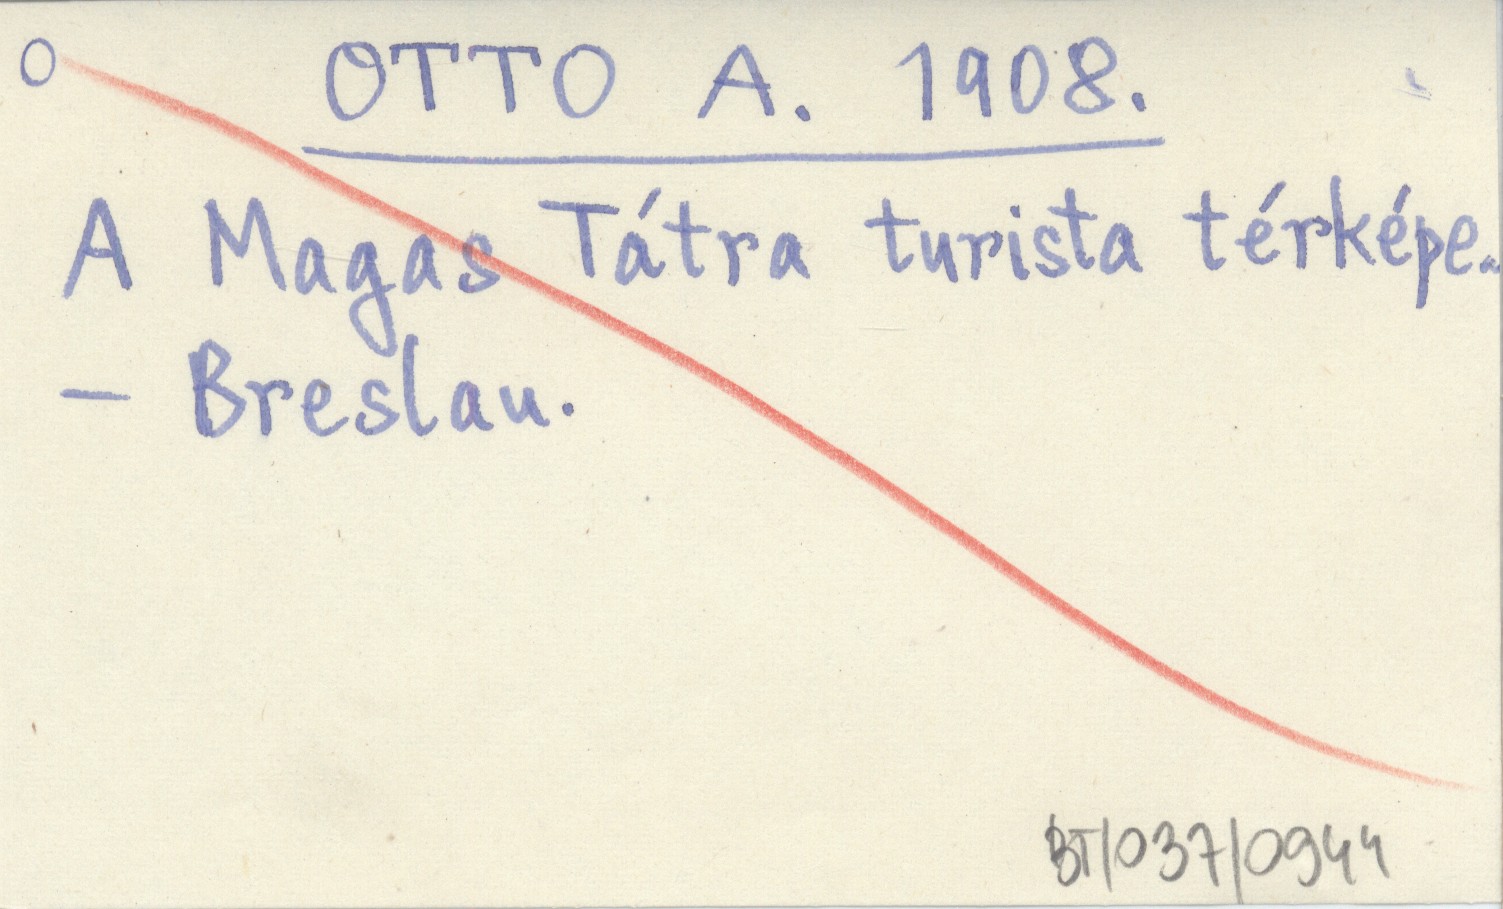 O OTTO A. 1908.
A Magas Tátra turista térképe.
– Breslau.
BT/037/0944